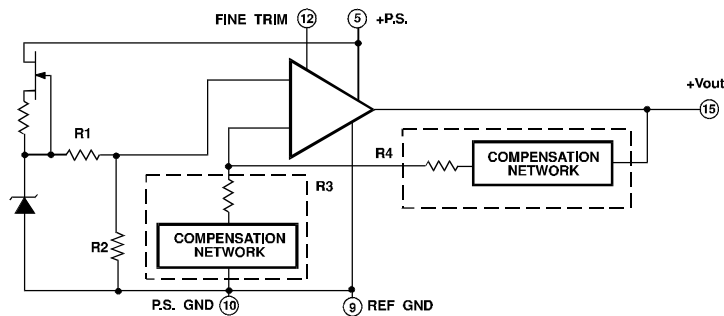 FINE TRIM 12 5 +P.S.
+Vout
15
R1
R4
COMPENSATION
NETWORK
R3
R2
COMPENSATION
NETWORK
P.S. GND 10 9 REF GND